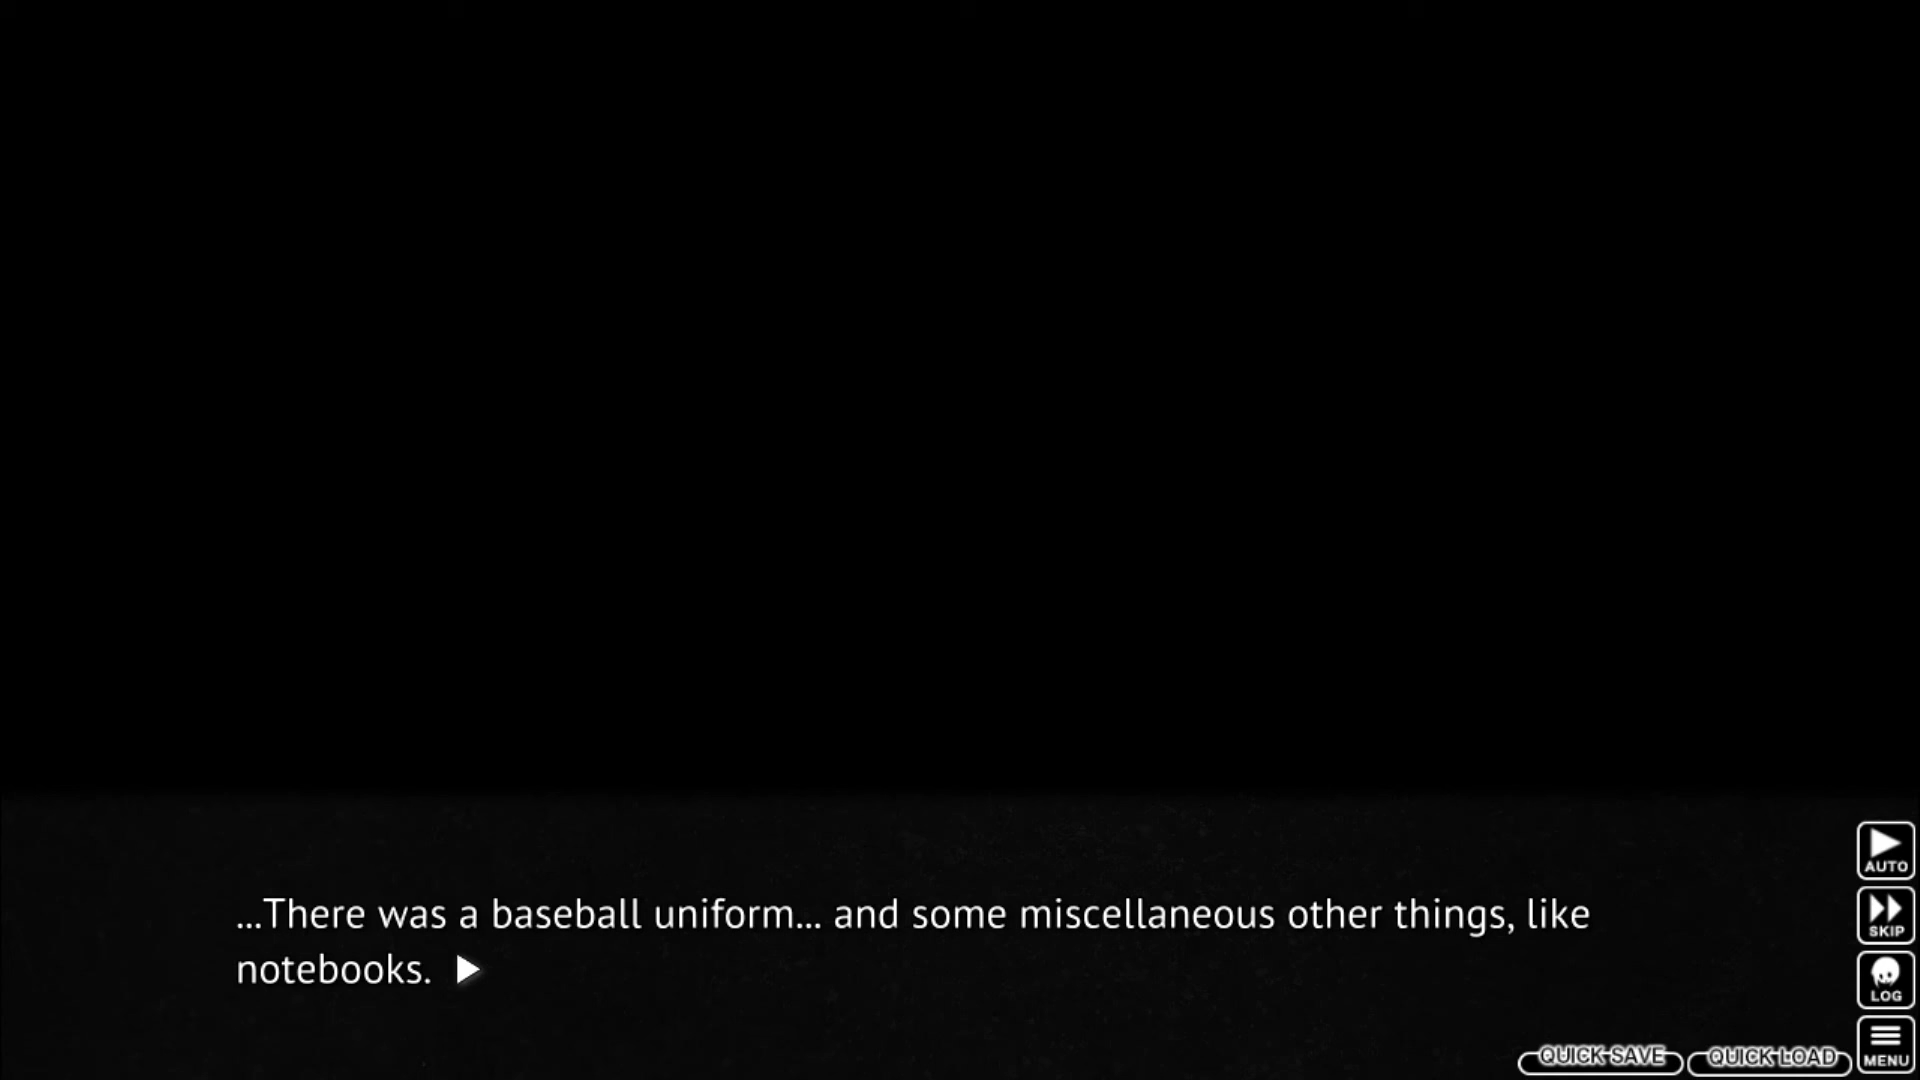 ...There was a baseball uniform... and some miscellaneous other things, like
notebooks.
AUTO
SKIP
LOG
MENU
QUICK SAVE
QUICK LOAD